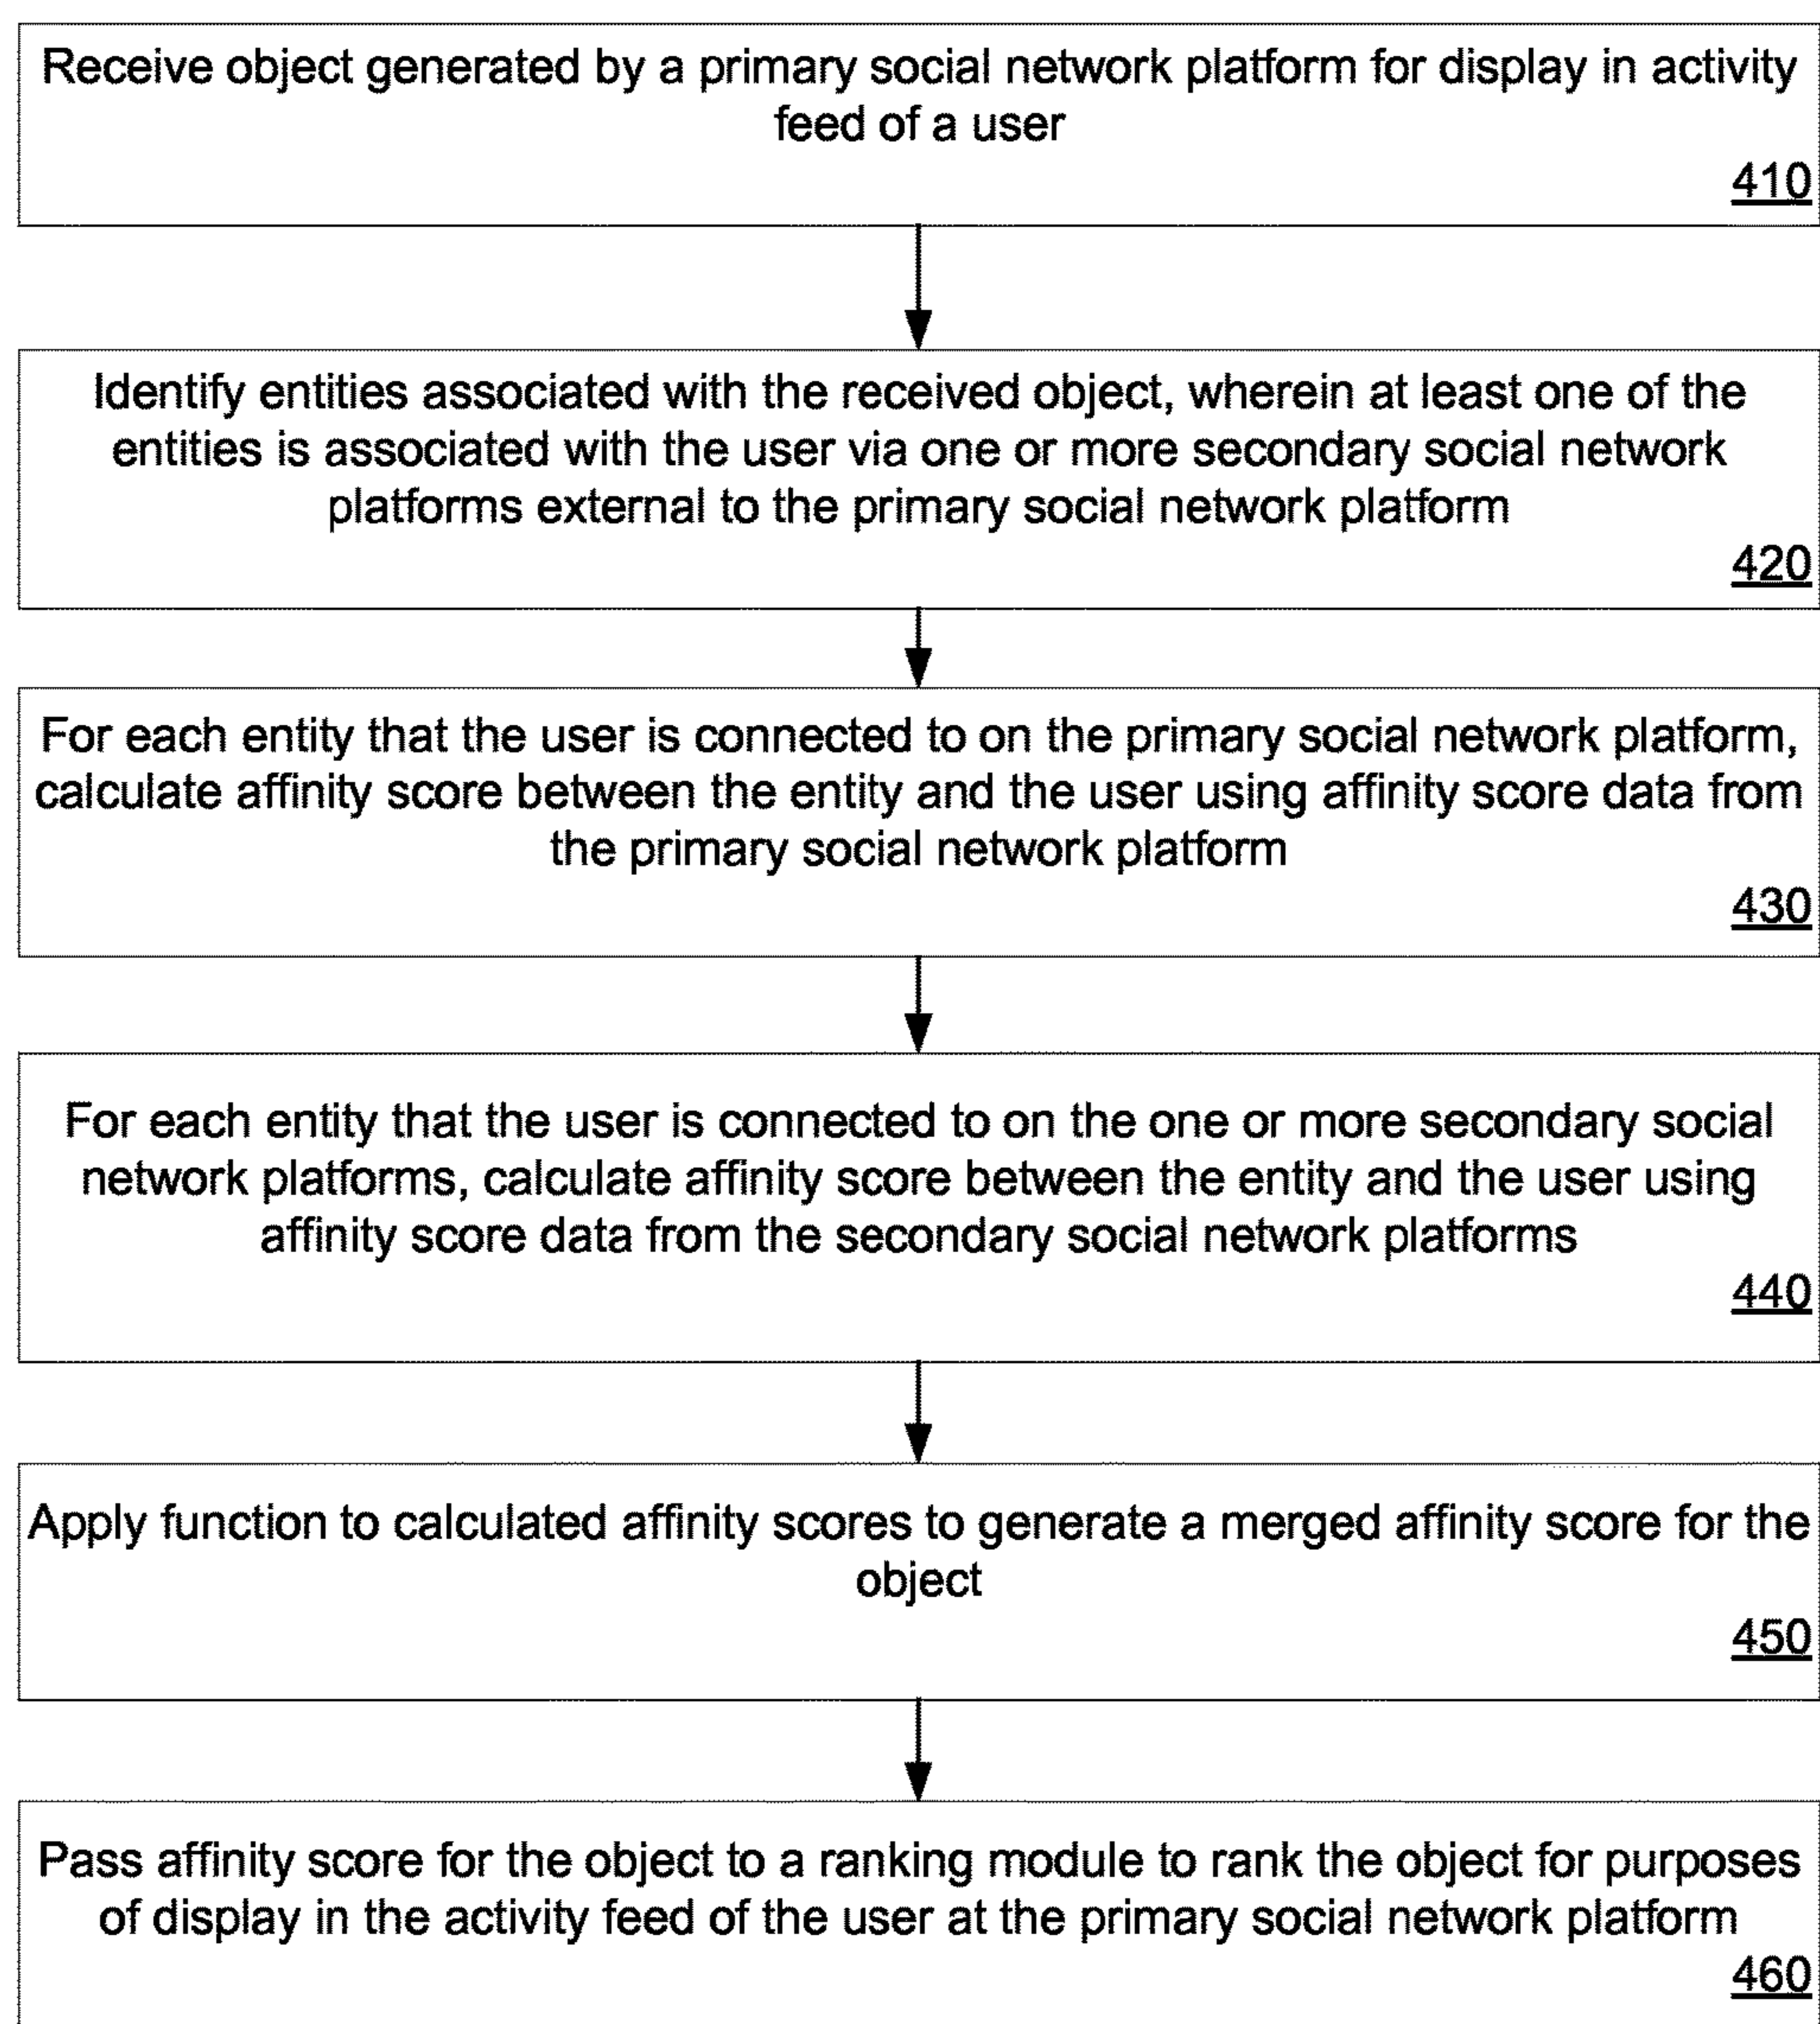 Receive object generated by a primary social network platform for display in activity
feed of a user
410
Identify entities associated with the received object, wherein at least one of the
entities is associated with the user via one or more secondary social network
platforms external to the primary social network platform
420
For each entity that the user is connected to on the primary social network platform,
calculate affinity score between the entity and the user using affinity score data from
the primary social network platform
430
For each entity that the user is connected to on the one or more secondary social
network platforms, calculate affinity score between the entity and the user using
affinity score data from the secondary social network platforms
440
Apply function to calculated affinity scores to generate a merged affinity score for the
object
450
Pass affinity score for the object to a ranking module to rank the object for purposes
of display in the activity feed of the user at the primary social network platform
460